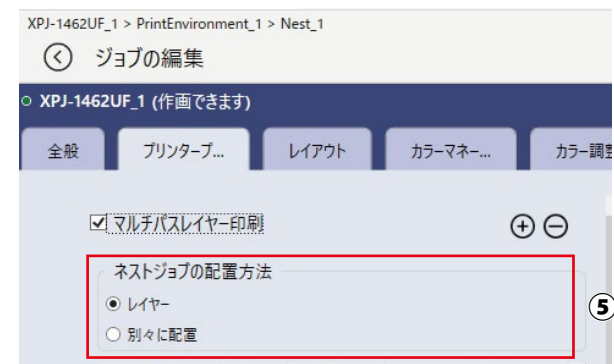 XPJ-1462UF_1 > PrintEnvironment_1 > Nest_1
ジョブの編集
XPJ-1462UF_1 (作画できます)
全般 プリンタープ... レイアウト カラーマネー... カラー調整
マルチパスレイヤー印刷
ネストジョブの配置方法
レイヤー
⑤
別々に配置